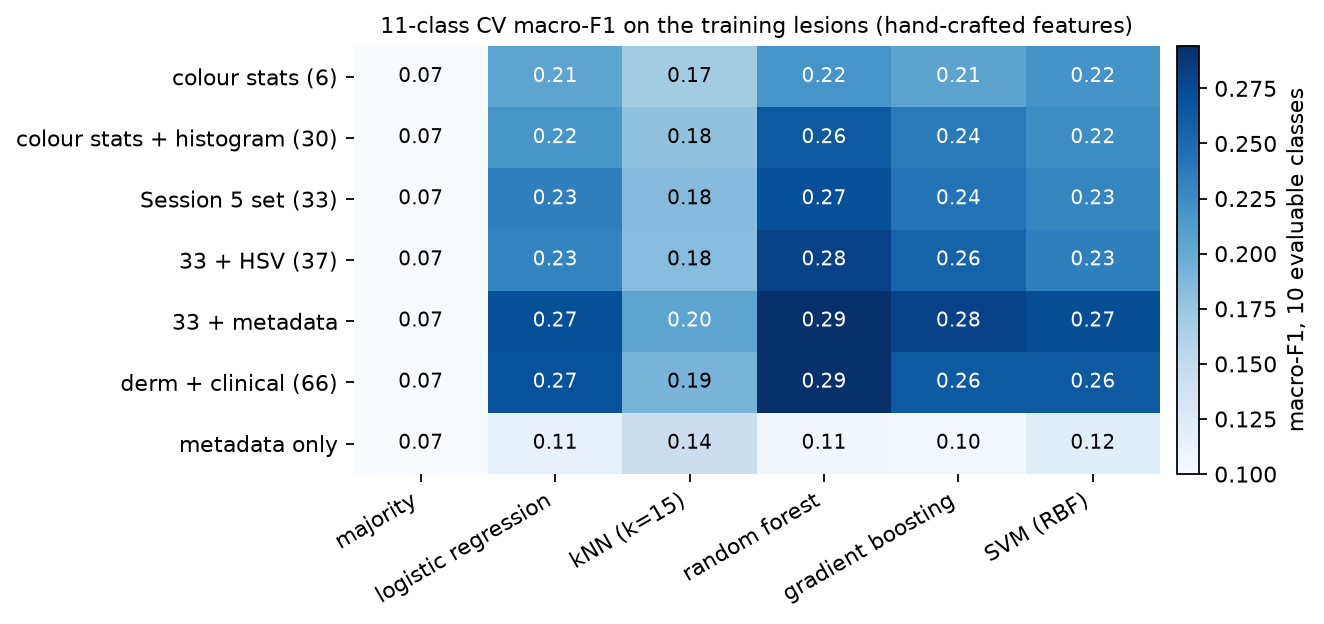 11-class CV macro-F1 on the training lesions (hand-crafted features)
colour stats (6) 0.07 0.21 0.17 0.22 0.21 0.22
colour stats + histogram (30) 0.07 0.22 0.18 0.26 0.24 0.22
Session 5 set (33) 0.07 0.23 0.18 0.27 0.24 0.23
33 + HSV (37) 0.07 0.23 0.18 0.28 0.26 0.23
33 + metadata 0.07 0.27 0.20 0.29 0.28 0.27
derm + clinical (66) 0.07 0.27 0.19 0.29 0.26 0.26
metadata only 0.07 0.11 0.14 0.11 0.10 0.12
majority
logistic regression
kNN (k=15)
random forest
gradient boosting
SVM (RBF)
0.275
0.250
0.225
0.200
0.175
0.150
0.125
0.100
macro-F1, 10 evaluable classes